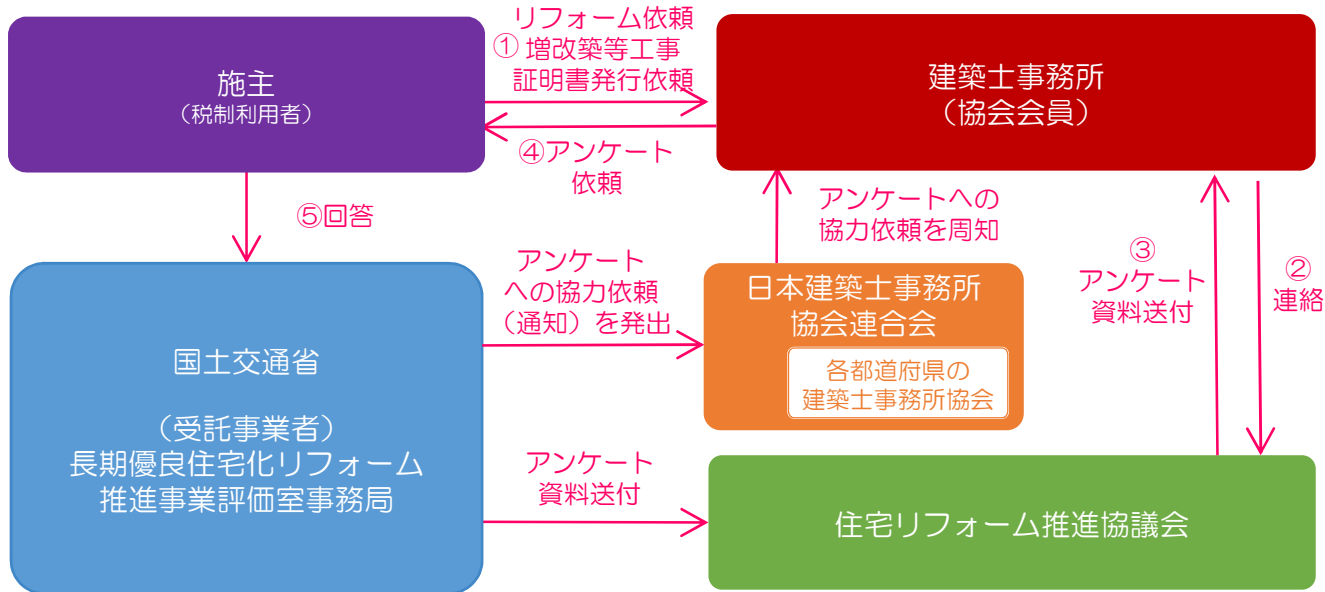 施主
（税制利用者）
リフォーム依頼
①増改築等工事
証明書発行依頼
建築士事務所
（協会会員）
④アンケート
依頼
⑤回答
アンケートへの
協力依頼を周知
③
アンケート
資料送付
②
連絡
アンケート
への協力依頼
（通知）を発出
日本建築士事務所
協会連合会
各都道府県の
建築士事務所協会
国土交通省
（受託事業者）
長期優良住宅化リフォーム
推進事業評価室事務局
アンケート
資料送付
住宅リフォーム推進協議会